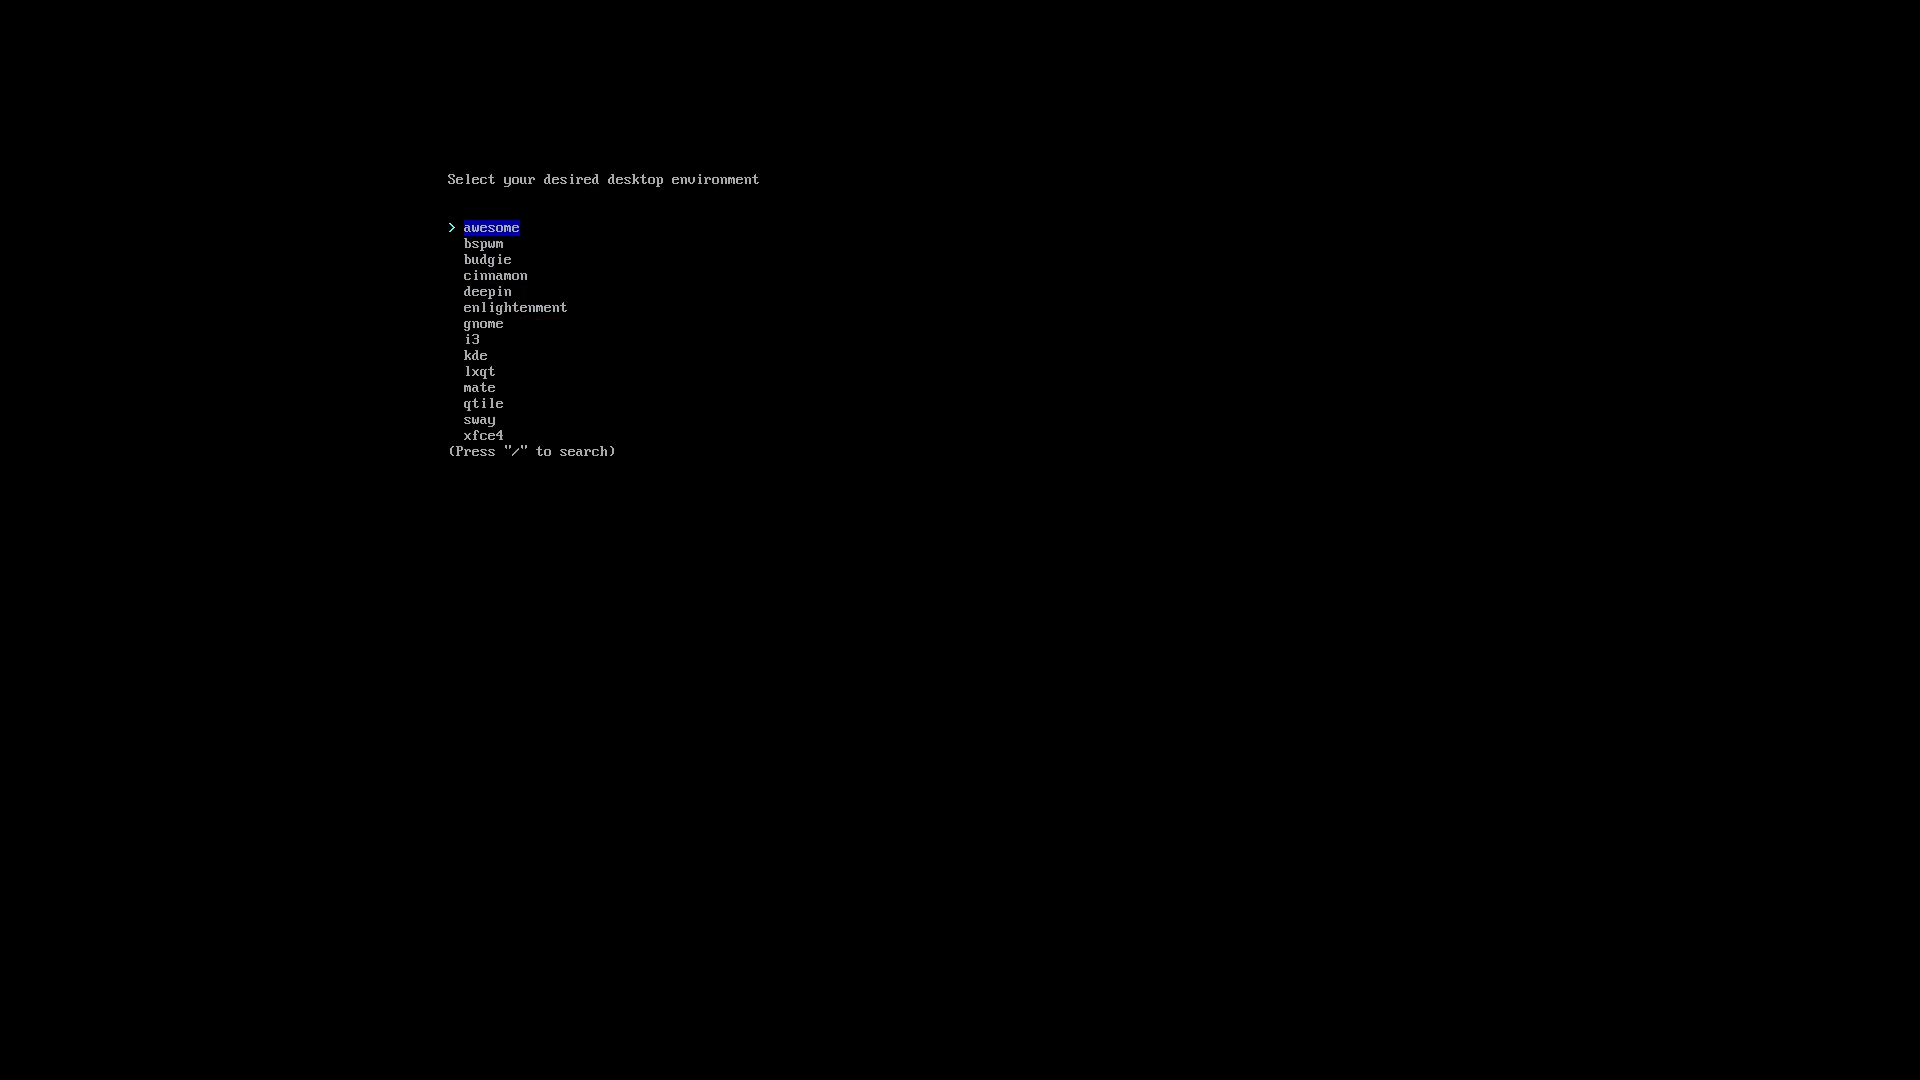 Select your desired desktop environment
> awesome
bspwm
budgie
cinnamon
deepin
enlightenment
gnome
i3
kde
lxqt
mate
qtile
sway
xfce4
(Press "/" to search)